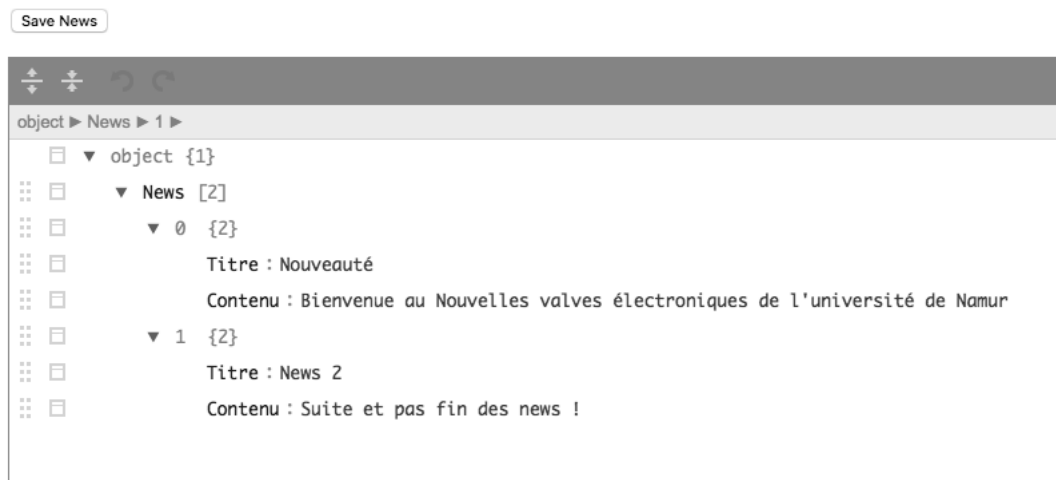 Save News
object ▶ News ▶ 1 ▶
▼ object {1}
▼ News [2]
▼ 0 {2}
Titre : Nouveauté
Contenu : Bienvenue au Nouvelles valves électroniques de l'université de Namur
▼ 1 {2}
Titre : News 2
Contenu : Suite et pas fin des news !